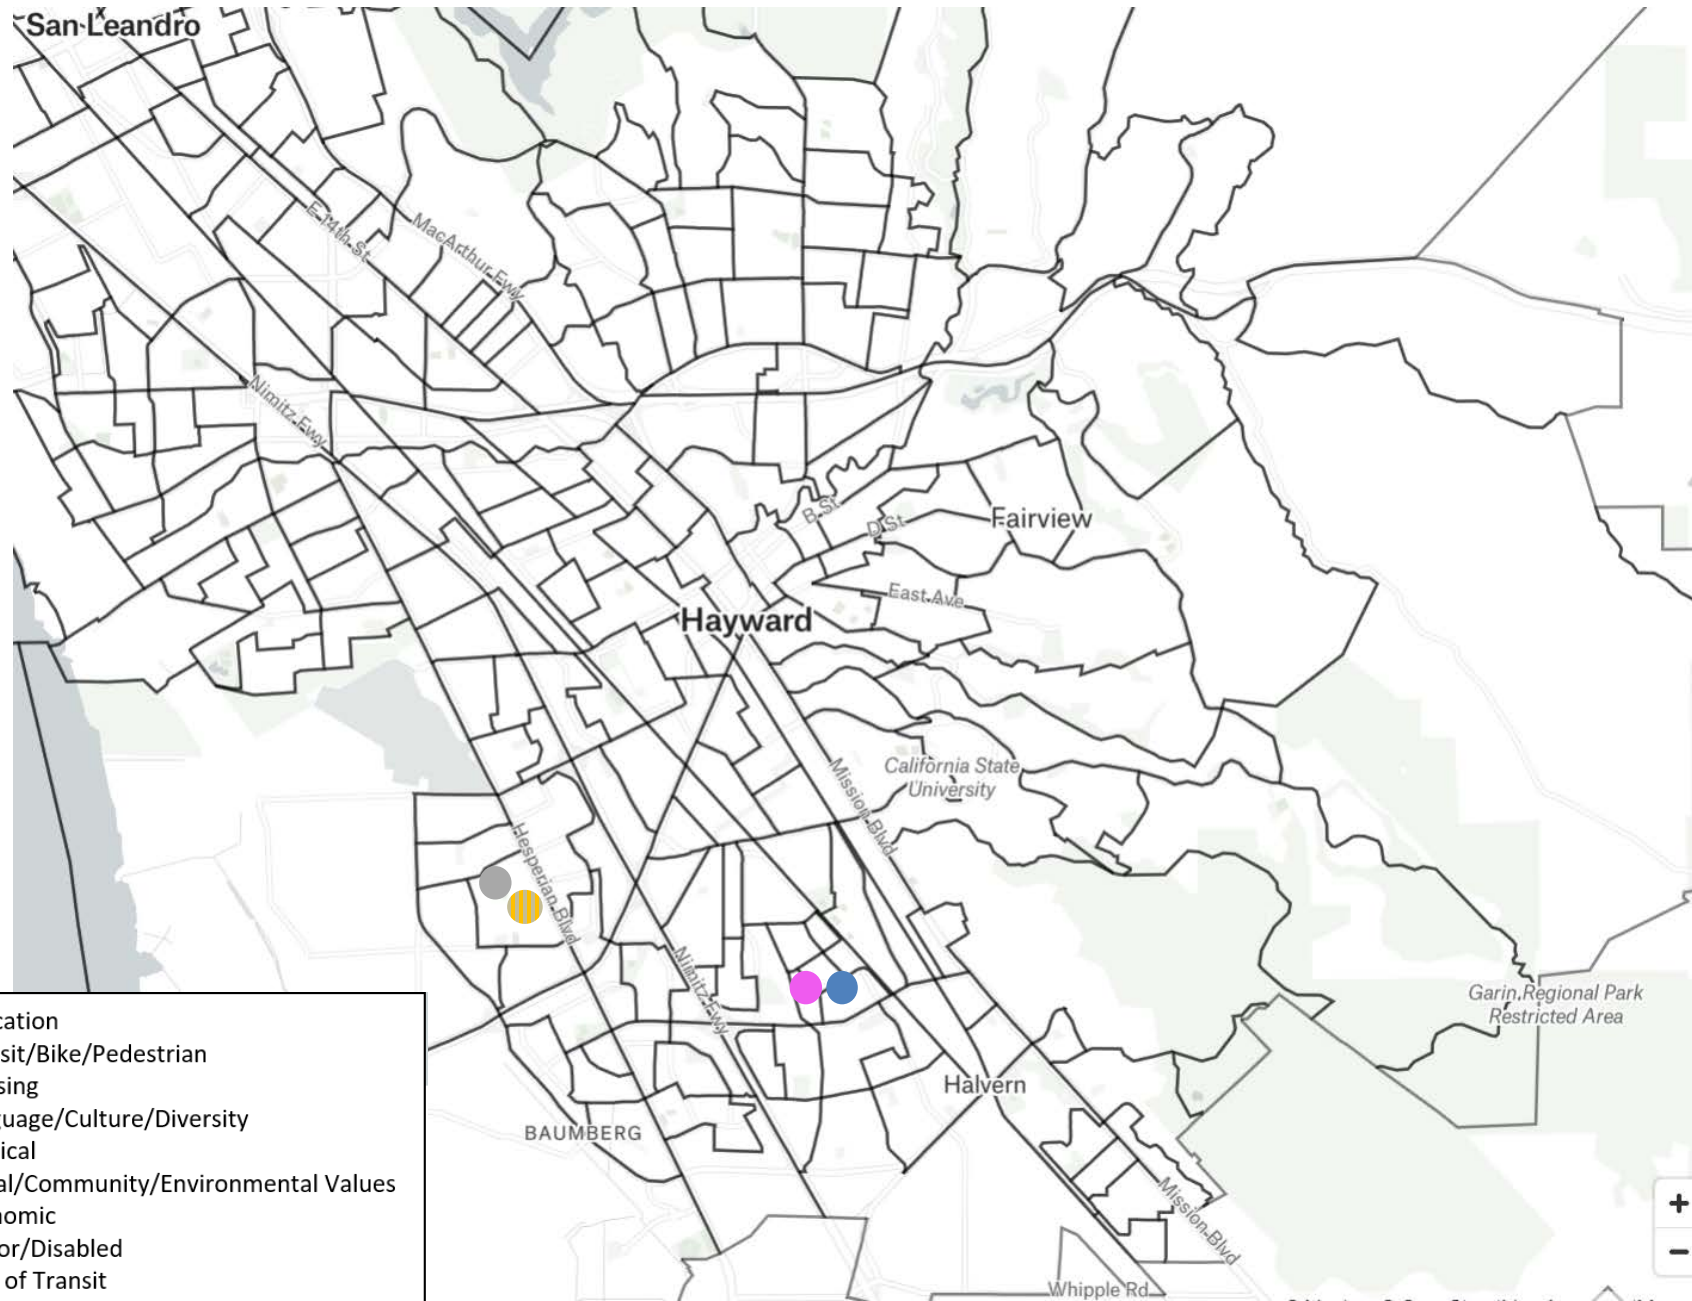 San Leandro
E 14th St
MacArthur Fwy
Nimitz Fwy
B St
D St
Fairview
East Ave
Hayward
California State
University
Mission Blvd
Hesperian Blvd
Nimitz Fwy
Garin Regional Park
Restricted Area
Halvern
BAUMBERG
Mission Blvd
Whipple Rd
cation
sit/Bike/Pedestrian
sing
guage/Culture/Diversity
ical
al/Community/Environmental Values
nomic
or/Disabled
of Transit
+
−